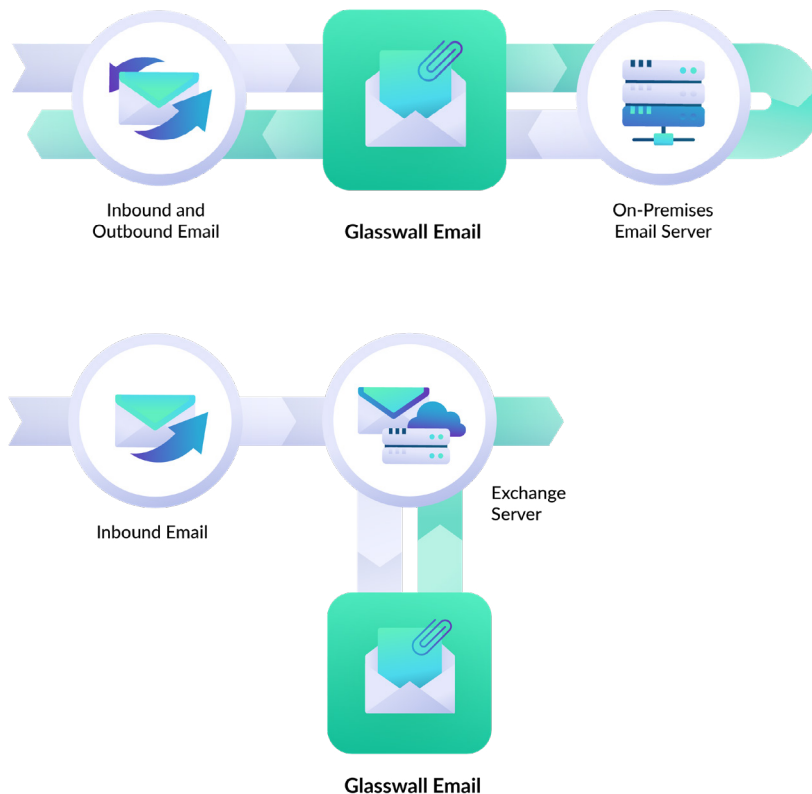 Inbound and
Outbound Email
Glasswall Email
On-Premises
Email Server
Inbound Email
Exchange
Server
Glasswall Email